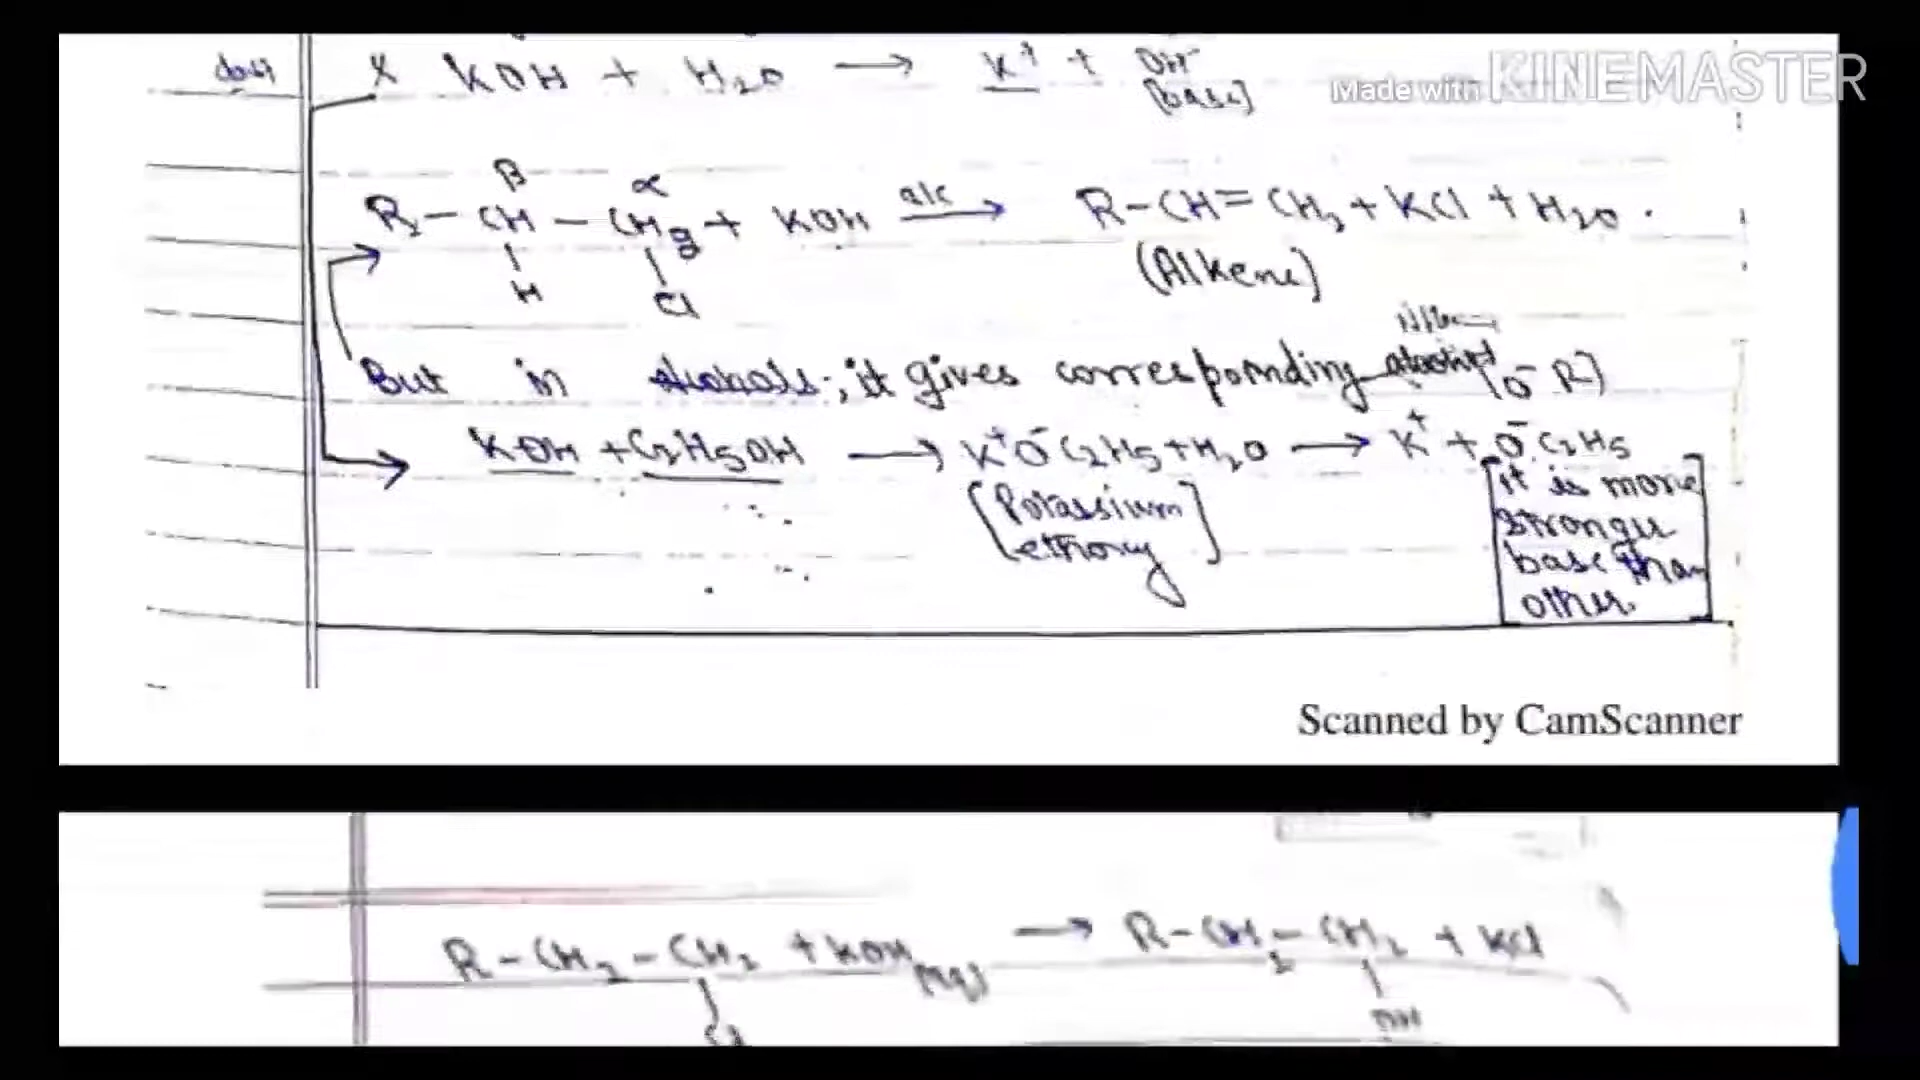 KOH + H2O → K+ + OH-
Made with KINEMASTER
[base]
β α
R - CH - CH2 + KOH alc → R-CH=CH2 + KCl + H2O.
H Cl
(Alkene)
But in alcohols; it gives corresponding [O- R]
KOH + C2H5OH → K+O-C2H5 + H2O → K+ + O-C2H5
[Potassium ethoxy]
[it is more
stronger
base than
other.]
Scanned by CamScanner
R-CH2-CH2 + KOH (aq) → R-CH2-CH2 + KCl
Cl OH